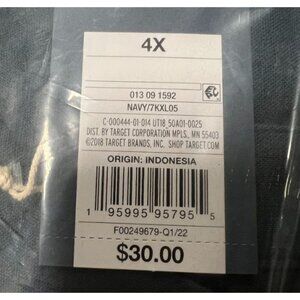 4X
013 09 1592
NAVY/7KXL05
C-000444-01-014 UT18 50A01-0025
DIST. BY TARGET CORPORATION MPLS., MN 55403
©2018 TARGET BRANDS, INC. SHOP TARGET.COM
ORIGIN: INDONESIA
1 95995 95795 5
F00249679-Q1/22
$30.00